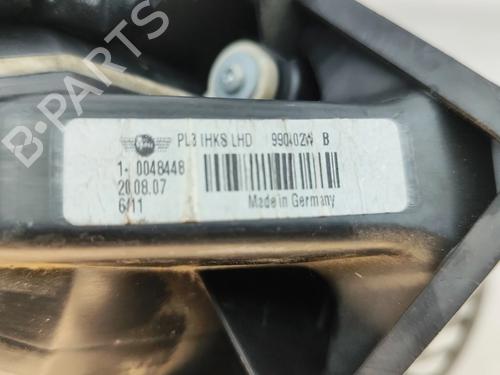 PL3 IHKS LHD 990402W B
1- 0048448
20.08.07
6/11
Made in Germany
B-PARTS